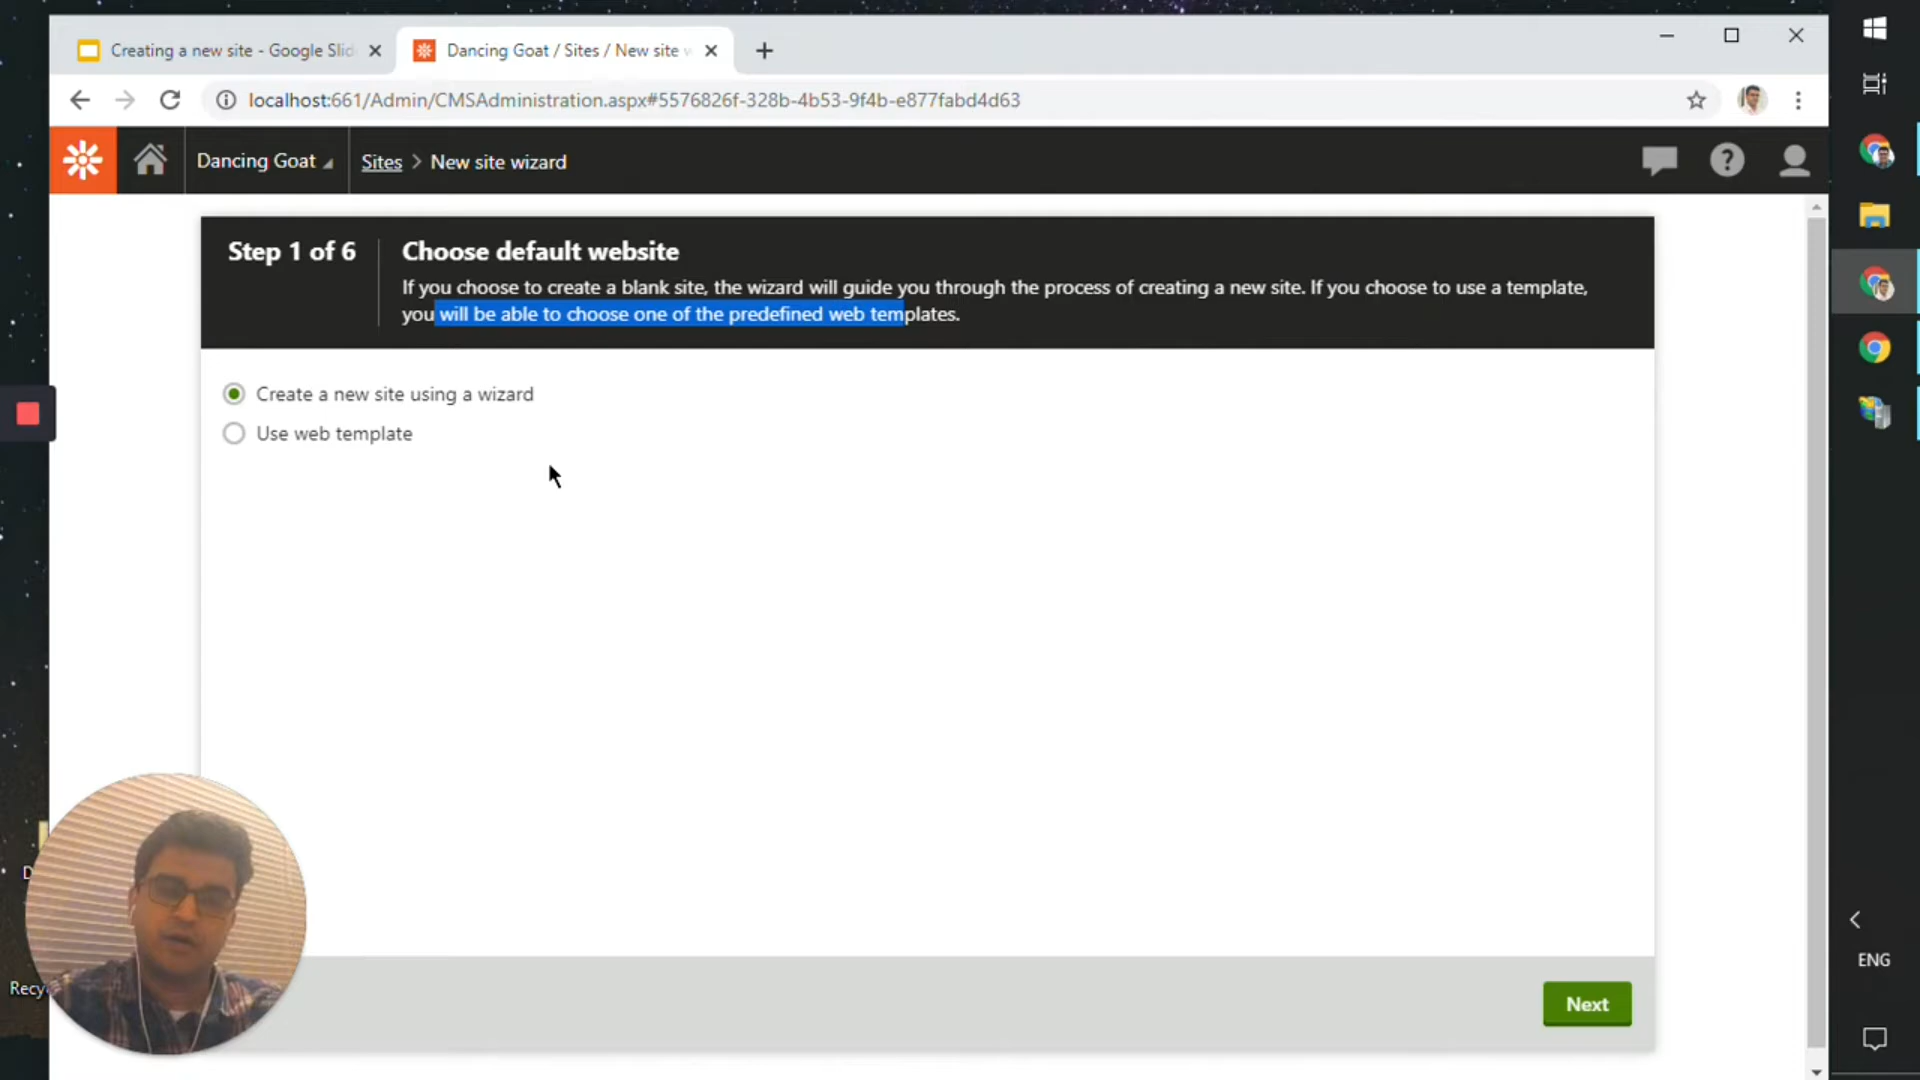 Creating a new site - Google Slid
Dancing Goat / Sites / New site w
localhost:661/Admin/CMSAdministration.aspx#5576826f-328b-4b53-9f4b-e877fabd4d63
Dancing Goat
Sites > New site wizard
Step 1 of 6
Choose default website
If you choose to create a blank site, the wizard will guide you through the process of creating a new site. If you choose to use a template,
you will be able to choose one of the predefined web templates.
Create a new site using a wizard
Use web template
D
Recy
Next
ENG